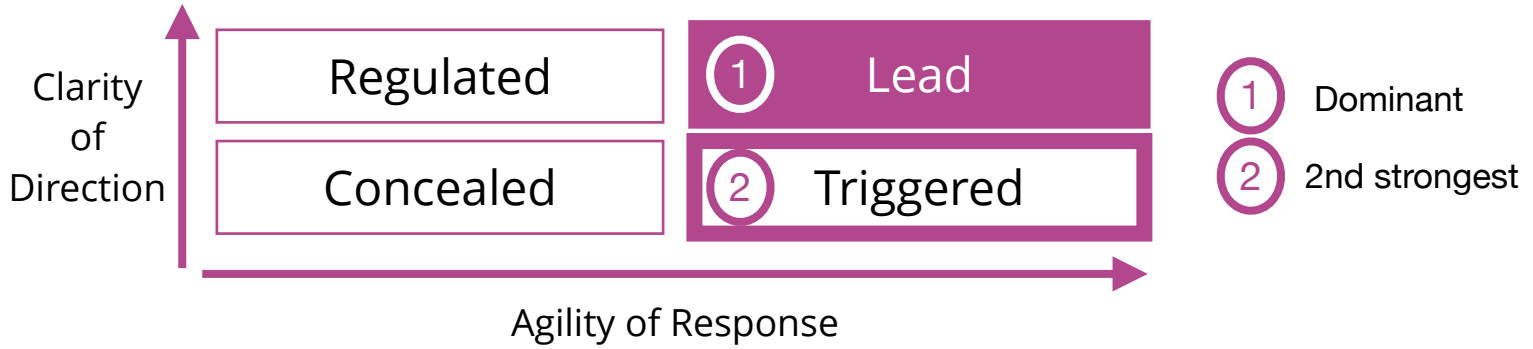 Clarity
of
Direction
Regulated
1 Lead
Concealed
2 Triggered
Agility of Response
1 Dominant
2 2nd strongest